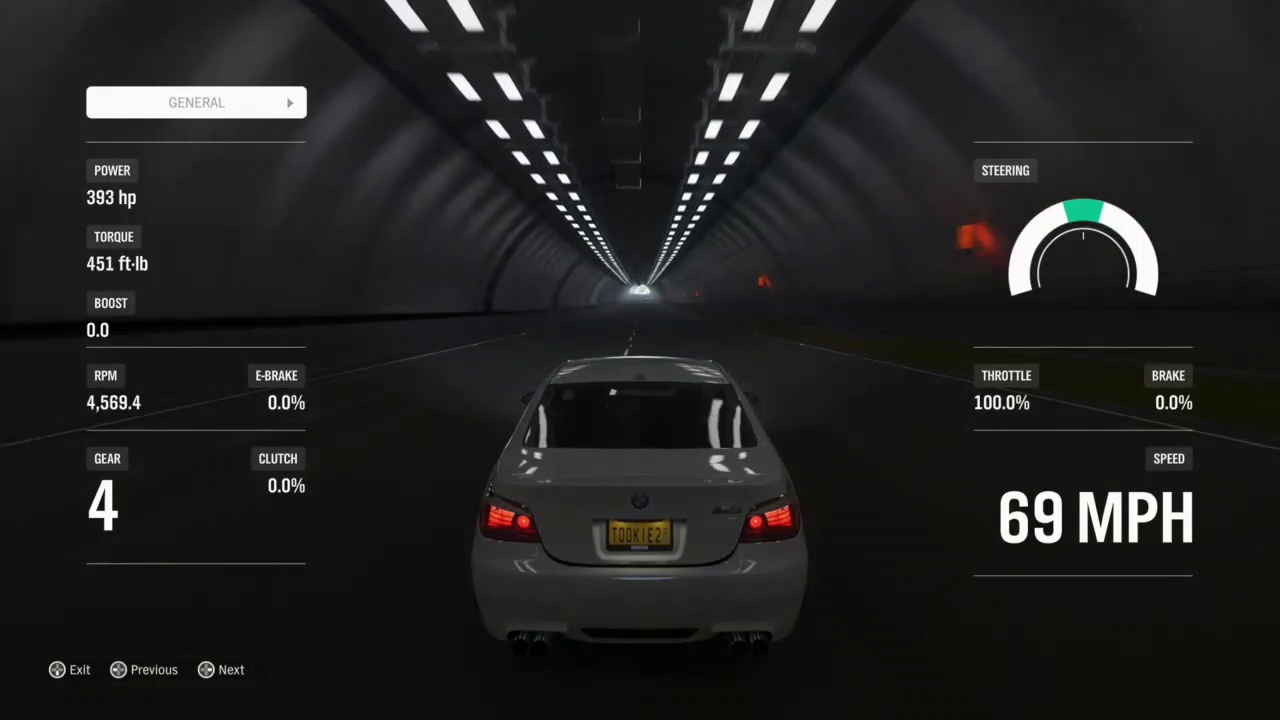 GENERAL
POWER
393 hp
TORQUE
451 ft·lb
BOOST
0.0
RPM
E-BRAKE
4,569.4
0.0%
GEAR
CLUTCH
4
0.0%
STEERING
THROTTLE
BRAKE
100.0%
0.0%
SPEED
69 MPH
TOOKIE2
Exit
Previous
Next